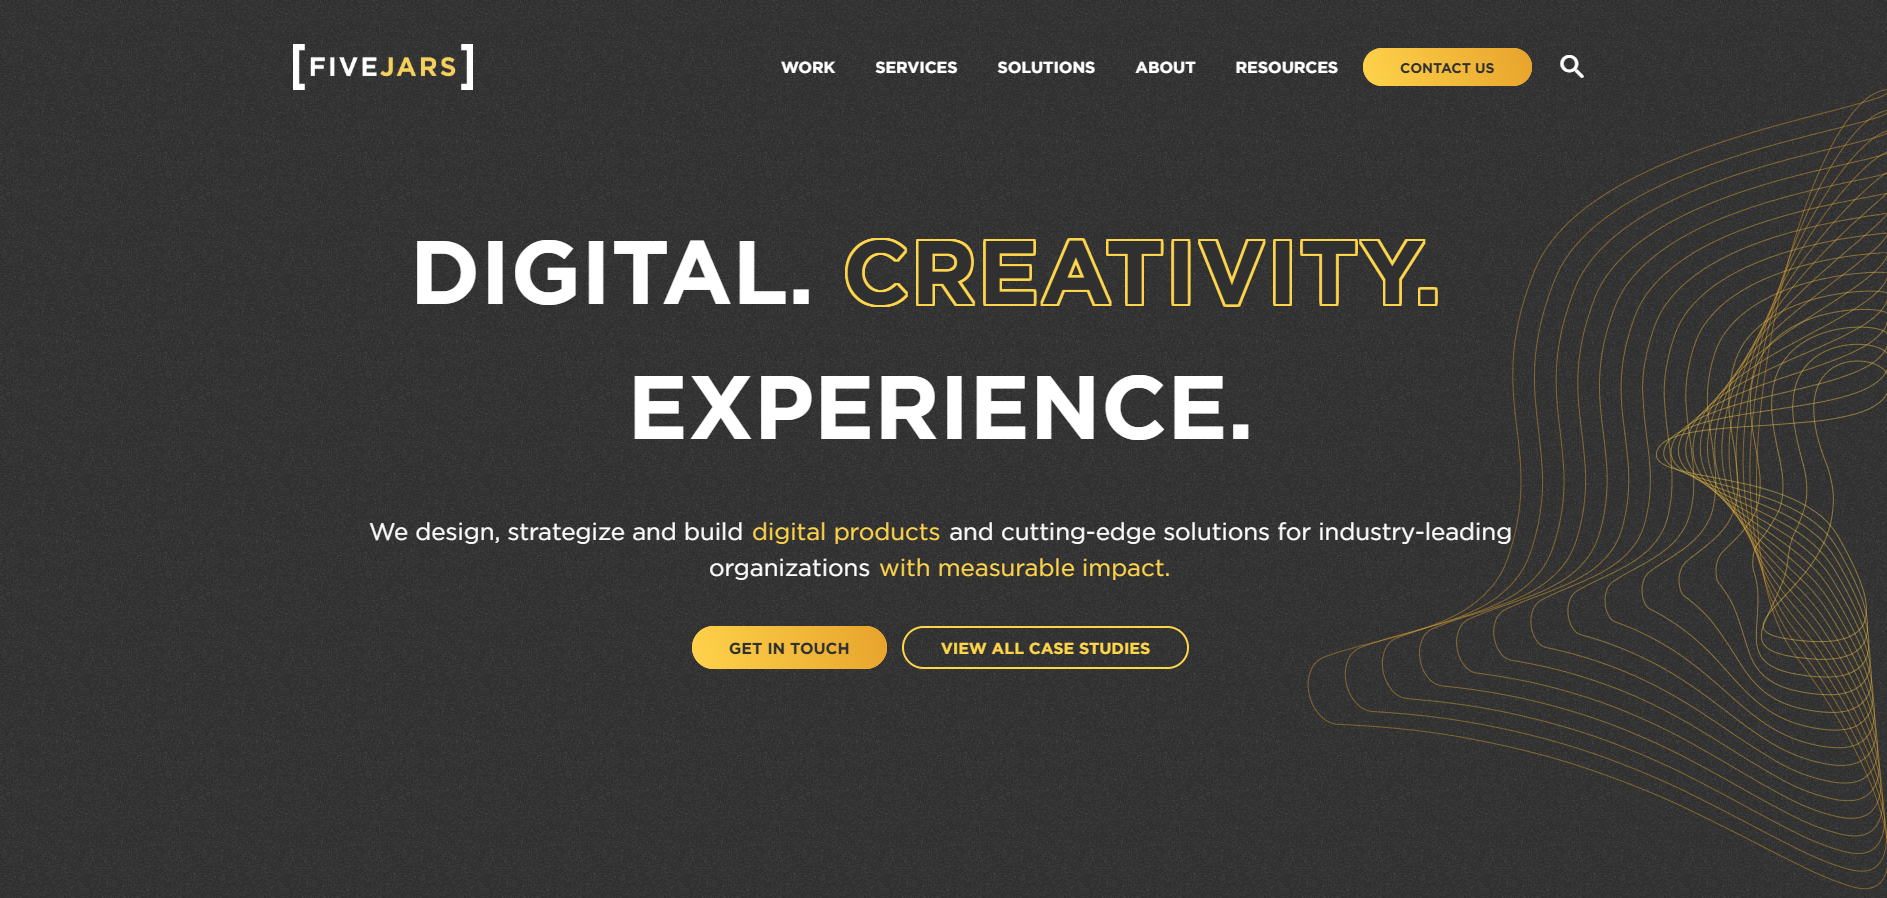 [FIVEJARS]
WORK SERVICES SOLUTIONS ABOUT RESOURCES CONTACT US
DIGITAL. CREATIVITY.
EXPERIENCE.
We design, strategize and build digital products and cutting-edge solutions for industry-leading
organizations with measurable impact.
GET IN TOUCH VIEW ALL CASE STUDIES